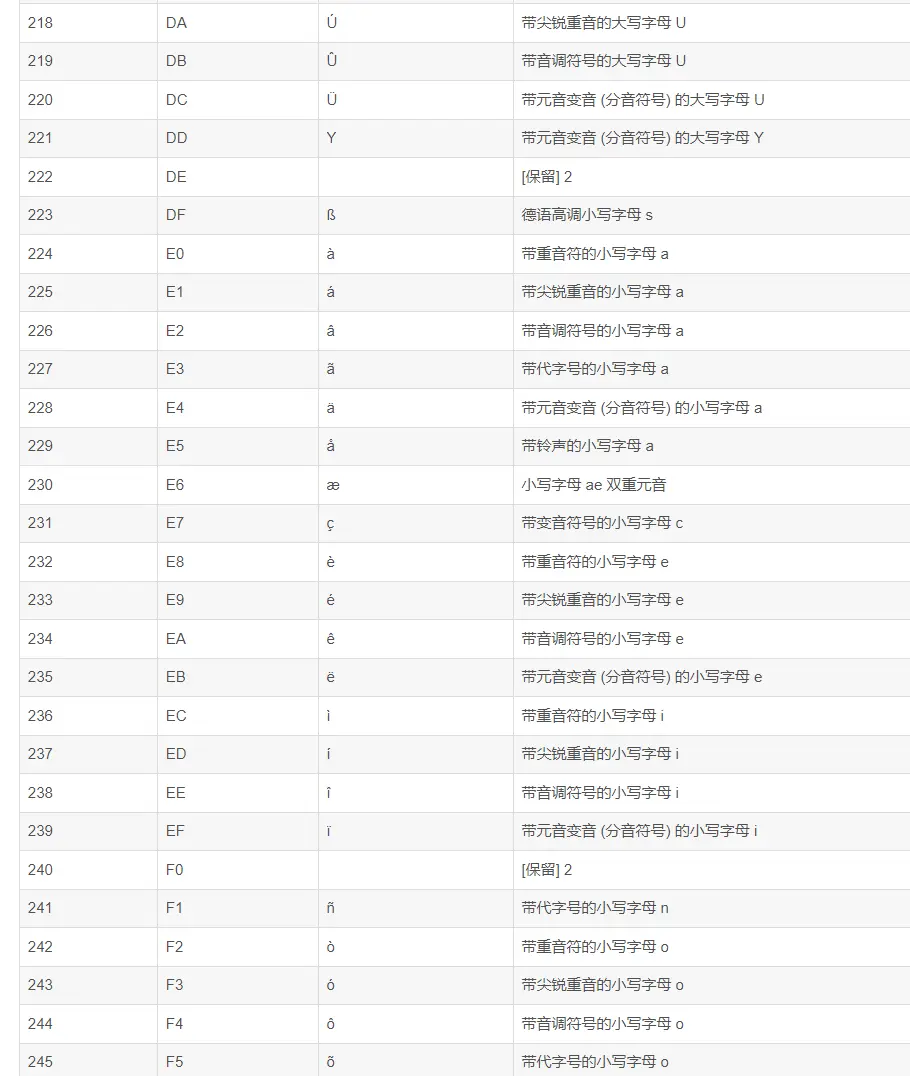 218 DA Ú 带尖锐重音的大写字母 U
219 DB Û 带音调符号的大写字母 U
220 DC Ü 带元音变音 (分音符号) 的大写字母 U
221 DD Y 带元音变音 (分音符号) 的大写字母 Y
222 DE [保留] 2
223 DF ß 德语高调小写字母 s
224 E0 à 带重音符的小写字母 a
225 E1 á 带尖锐重音的小写字母 a
226 E2 â 带音调符号的小写字母 a
227 E3 ã 带代字号的小写字母 a
228 E4 ä 带元音变音 (分音符号) 的小写字母 a
229 E5 å 带铃声的小写字母 a
230 E6 æ 小写字母 ae 双重元音
231 E7 ç 带变音符号的小写字母 c
232 E8 è 带重音符的小写字母 e
233 E9 é 带尖锐重音的小写字母 e
234 EA ê 带音调符号的小写字母 e
235 EB ë 带元音变音 (分音符号) 的小写字母 e
236 EC ì 带重音符的小写字母 i
237 ED í 带尖锐重音的小写字母 i
238 EE î 带音调符号的小写字母 i
239 EF ï 带元音变音 (分音符号) 的小写字母 i
240 F0 [保留] 2
241 F1 ñ 带代字号的小写字母 n
242 F2 ò 带重音符的小写字母 o
243 F3 ó 带尖锐重音的小写字母 o
244 F4 ô 带音调符号的小写字母 o
245 F5 õ 带代字号的小写字母 o